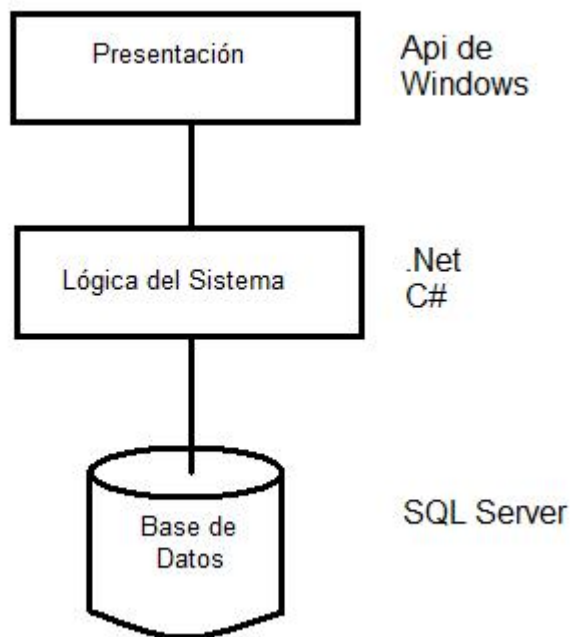 Presentación
Api de
Windows
Lógica del Sistema
.Net
C#
Base de
Datos
SQL Server